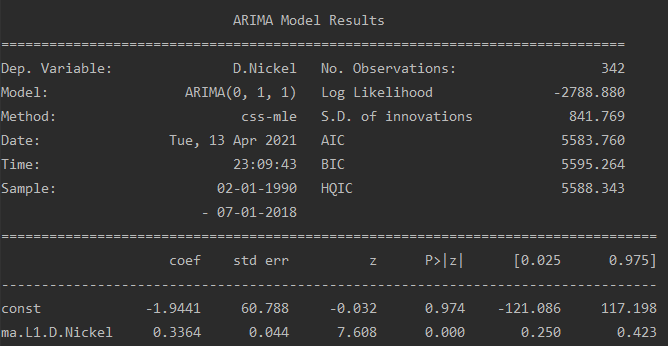 ARIMA Model Results
==============================================================================
Dep. Variable: D.Nickel No. Observations: 342
Model: ARIMA(0, 1, 1) Log Likelihood -2788.880
Method: css-mle S.D. of innovations 841.769
Date: Tue, 13 Apr 2021 AIC 5583.760
Time: 23:09:43 BIC 5595.264
Sample: 02-01-1990 HQIC 5588.343
- 07-01-2018
==================================================================================
coef std err z P>|z| [0.025 0.975]
----------------------------------------------------------------------------------
const -1.9441 60.788 -0.032 0.974 -121.086 117.198
ma.L1.D.Nickel 0.3364 0.044 7.608 0.000 0.250 0.423